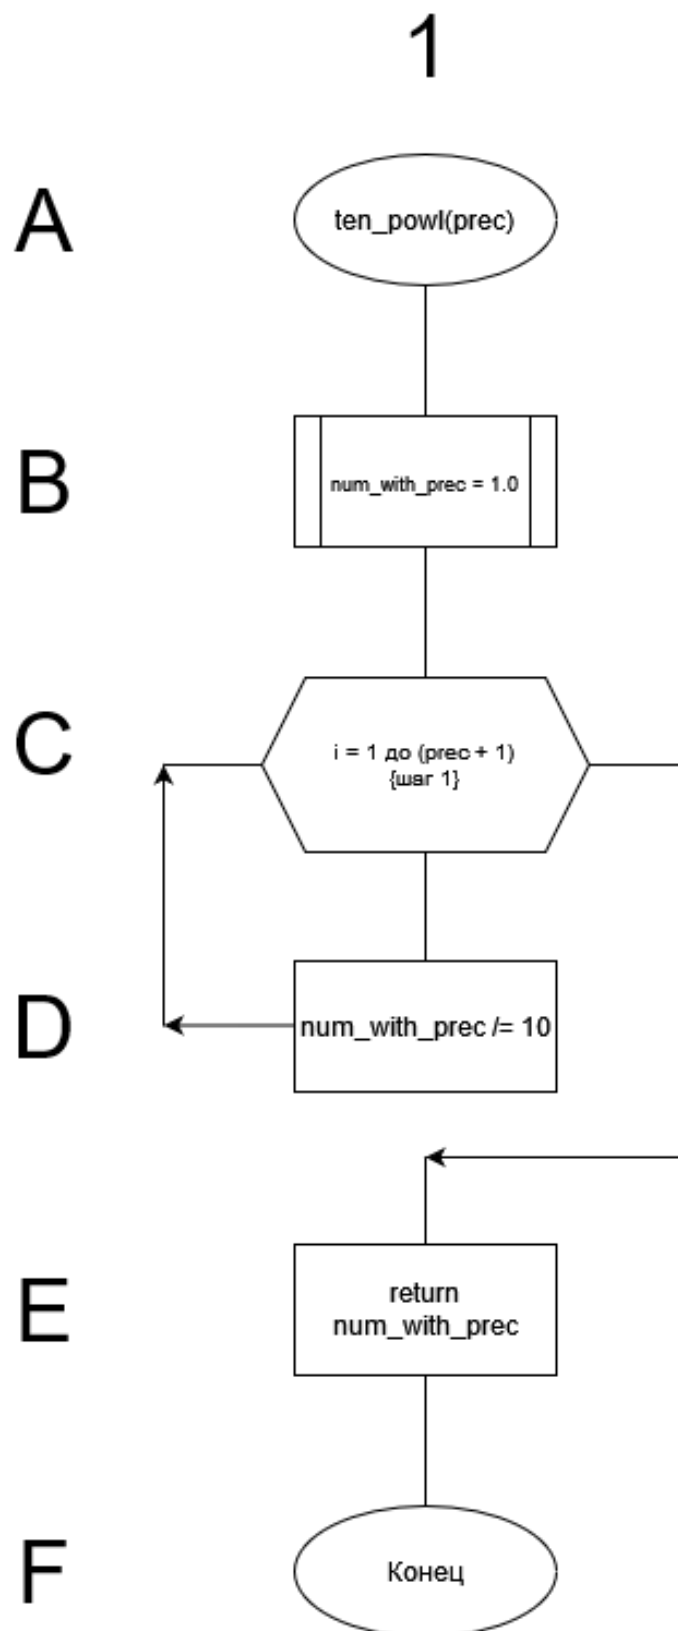 1
A
ten_powl(prec)
B
num_with_prec = 1.0
C
i = 1 до (prec + 1)
{шаг 1}
D
num_with_prec /= 10
E
return
num_with_prec
F
Конец